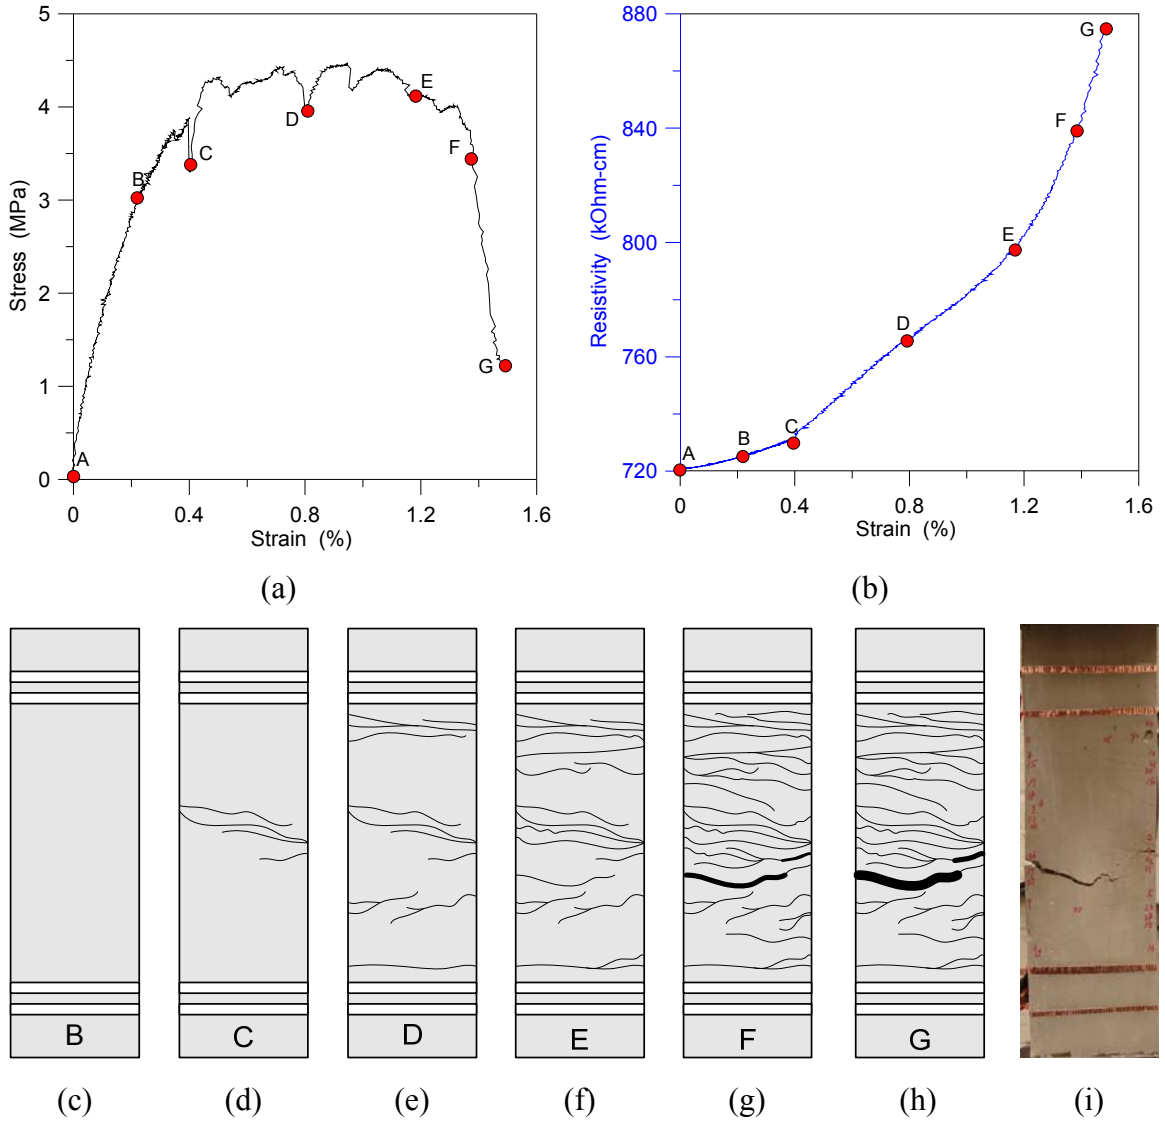 5
4
3
2
1
0
Stress (MPa)
A
B
C
D
E
F
G
0 0.4 0.8 1.2 1.6
Strain (%)
(a)
880
840
800
760
720
Resistivity (kOhm-cm)
A
B
C
D
E
F
G
0 0.4 0.8 1.2 1.6
Strain (%)
(b)
B C D E F G
(c) (d) (e) (f) (g) (h) (i)